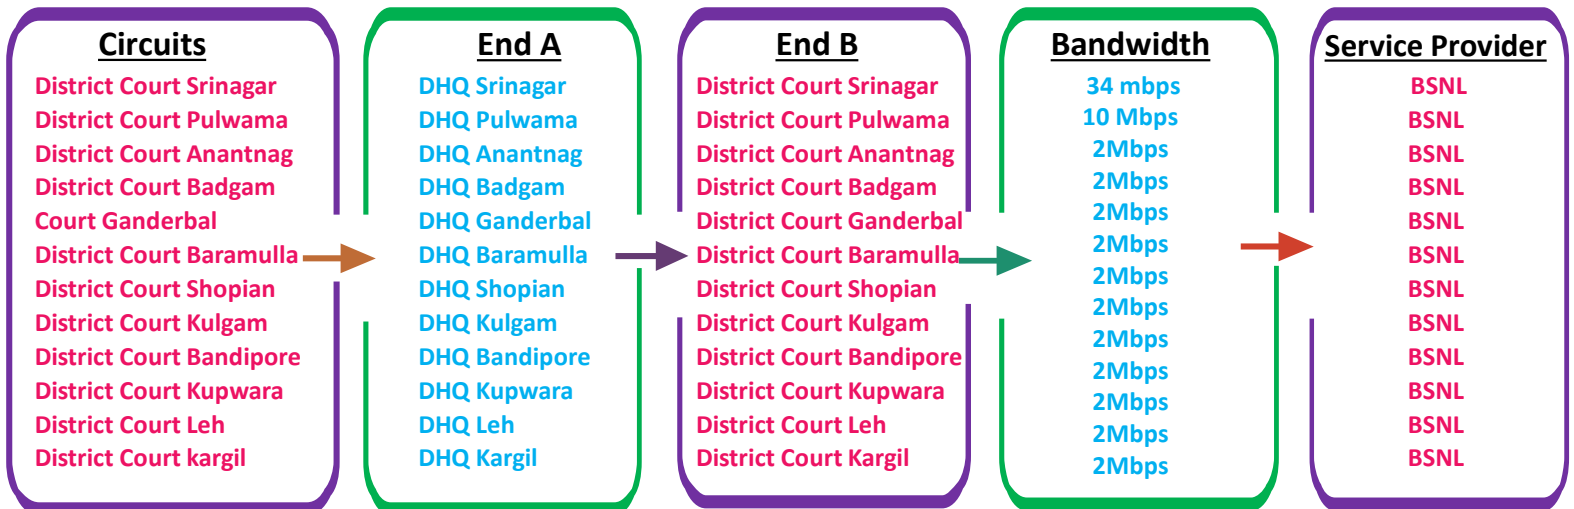 Circuits
District Court Srinagar
District Court Pulwama
District Court Anantnag
District Court Badgam
Court Ganderbal
District Court Baramulla
District Court Shopian
District Court Kulgam
District Court Bandipore
District Court Kupwara
District Court Leh
District Court kargil
End A
DHQ Srinagar
DHQ Pulwama
DHQ Anantnag
DHQ Badgam
DHQ Ganderbal
DHQ Baramulla
DHQ Shopian
DHQ Kulgam
DHQ Bandipore
DHQ Kupwara
DHQ Leh
DHQ Kargil
End B
District Court Srinagar
District Court Pulwama
District Court Anantnag
District Court Badgam
District Court Ganderbal
District Court Baramulla
District Court Shopian
District Court Kulgam
District Court Bandipore
District Court Kupwara
District Court Leh
District Court Kargil
Bandwidth
34 mbps
10 Mbps
2Mbps
2Mbps
2Mbps
2Mbps
2Mbps
2Mbps
2Mbps
2Mbps
2Mbps
2Mbps
2Mbps
Service Provider
BSNL
BSNL
BSNL
BSNL
BSNL
BSNL
BSNL
BSNL
BSNL
BSNL
BSNL
BSNL